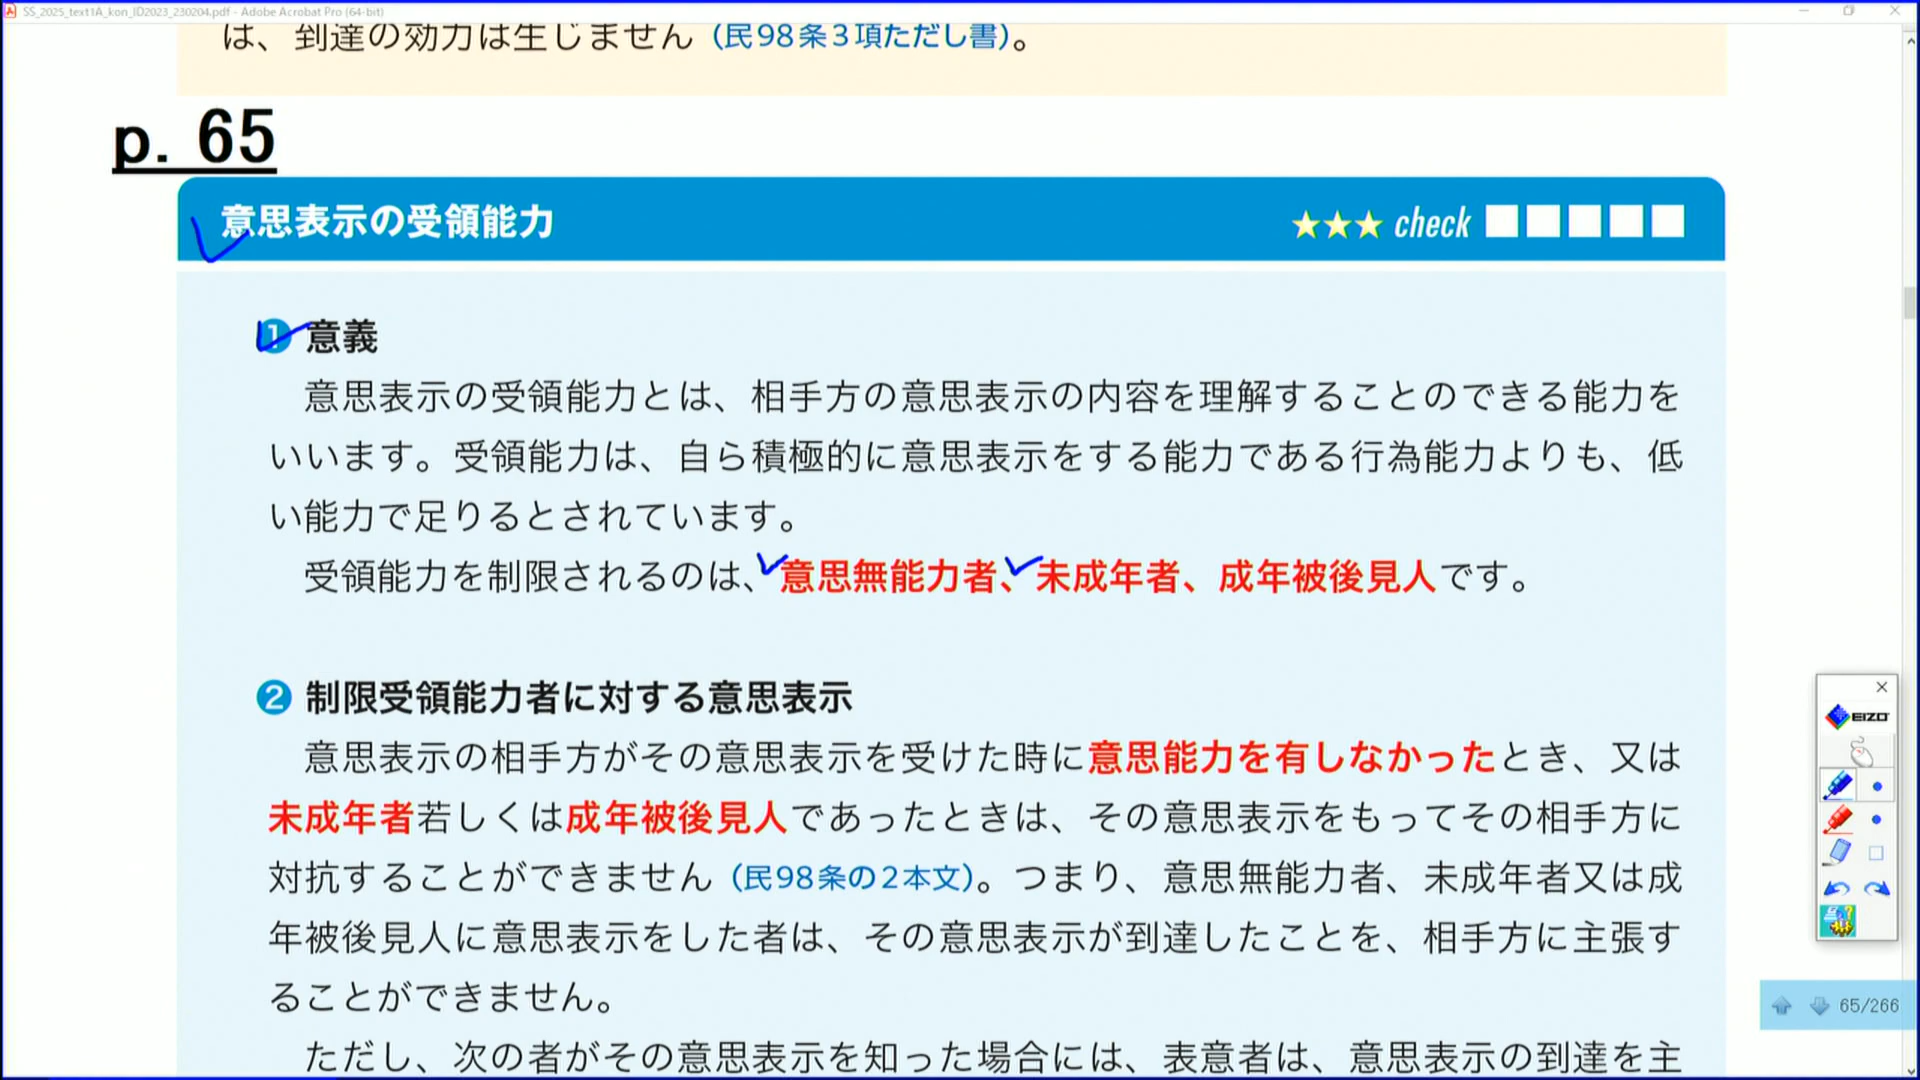 SS_2025_text1A_kon_ID2023_230204.pdf - Adobe Acrobat Pro (64-bit)
は、到達の効力は生じません（民98条3項ただし書）。
p. 65
意思表示の受領能力
★★★ check □□□□□
❶ 意義
意思表示の受領能力とは、相手方の意思表示の内容を理解することのできる能力を
いいます。受領能力は、自ら積極的に意思表示をする能力である行為能力よりも、低
い能力で足りるとされています。
受領能力を制限されるのは、意思無能力者、未成年者、成年被後見人です。
❷ 制限受領能力者に対する意思表示
意思表示の相手方がその意思表示を受けた時に意思能力を有しなかったとき、又は
未成年者若しくは成年被後見人であったときは、その意思表示をもってその相手方に
対抗することができません（民98条の2本文）。つまり、意思無能力者、未成年者又は成
年被後見人に意思表示をした者は、その意思表示が到達したことを、相手方に主張す
ることができません。
ただし、次の者がその意思表示を知った場合には、表意者は、意思表示の到達を主
EIZO
65/266